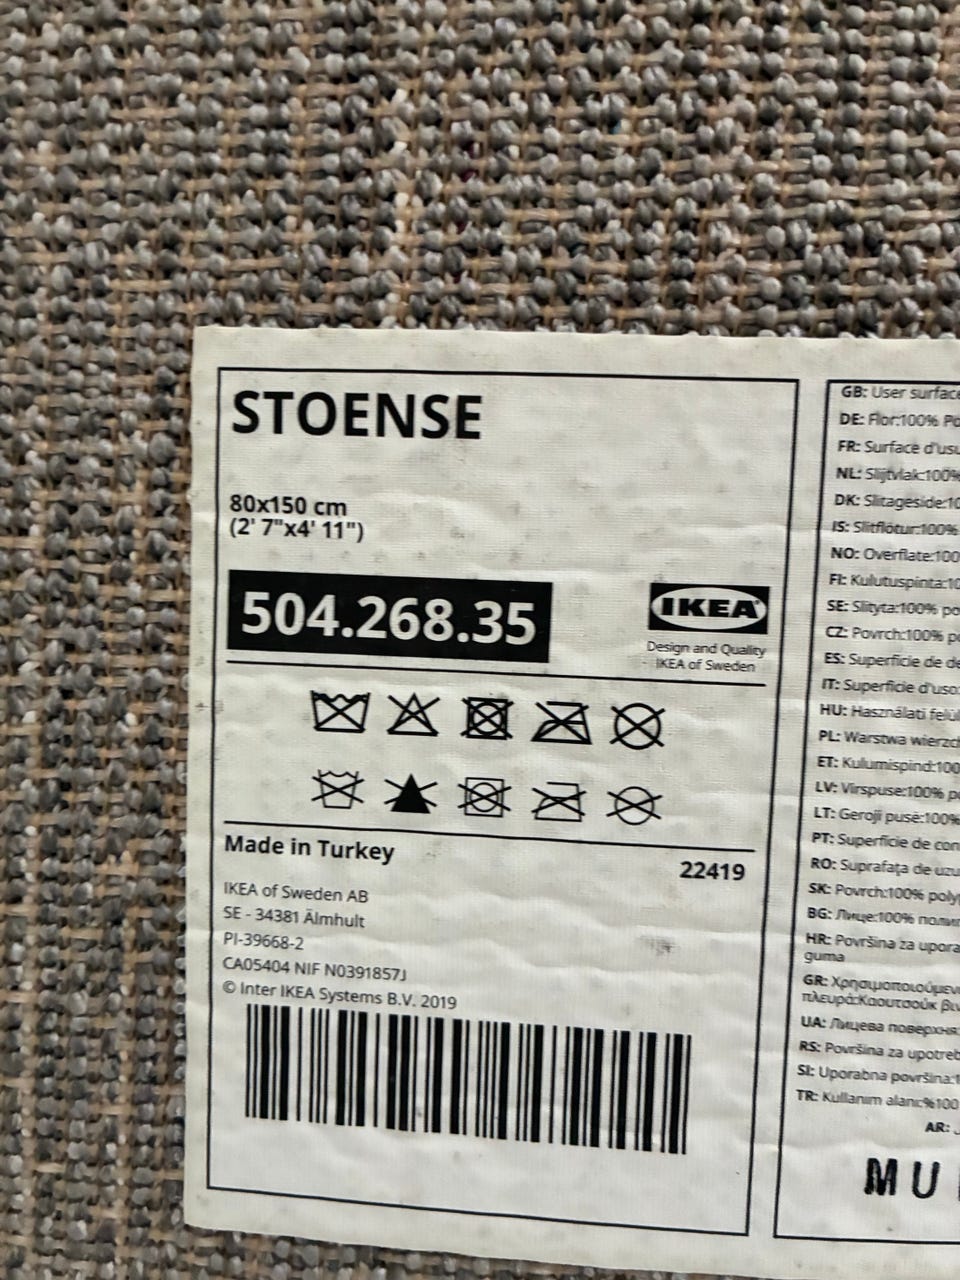 STOENSE
80x150 cm
(2' 7"x4' 11")
504.268.35
IKEA
Design and Quality
IKEA of Sweden
Made in Turkey
22419
IKEA of Sweden AB
SE - 34381 Älmhult
PI-39668-2
CA05404 NIF N0391857J
© Inter IKEA Systems B.V. 2019
GB: User surface
DE: Flor:100%
FR: Surface d'usu
NL: Slijtvlak:100%
DK: Slitageside:10
IS: Slitflötur:100%
NO: Overflate:100
FI: Kulutuspinta:10
SE: Slityta:100% po
CZ: Povrch:100% po
ES: Superficie de de
IT: Superficie d'uso:
HU: Használati felül
PL: Warstwa wierzch
ET: Kulumispind:100
LV: Virspuse:100% po
LT: Geroji pusė:100%
PT: Superfície de con
RO: Suprafaţa de uzu
SK: Povrch:100% poly
BG: Лице:100% поли
HR: Površina za upora
guma
GR: Χρησιμοποιούμεν
πλευρά:Καουτσούκ βιν
UA: Лицева поверхня:
RS: Površina za upotreb
SI: Uporabna površina:1
TR: Kullanım alanı:%100
AR:
MU